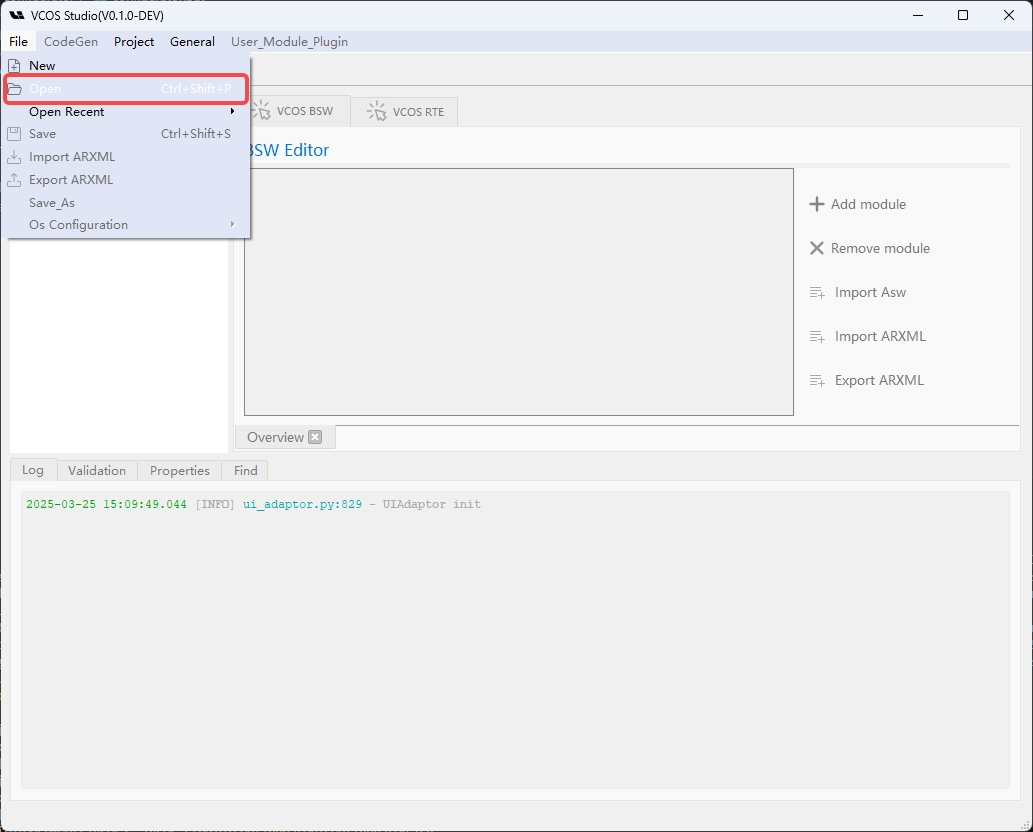 VCOS Studio(V0.1.0-DEV)
File CodeGen Project General User_Module_Plugin
New
Open Ctrl+Shift+P
Open Recent
Save Ctrl+Shift+S
Import ARXML
Export ARXML
Save_As
Os Configuration
VCOS BSW VCOS RTE
BSW Editor
Add module
Remove module
Import Asw
Import ARXML
Export ARXML
Overview
Log Validation Properties Find
2025-03-25 15:09:49.044 [INFO] ui_adaptor.py:829 - UIAdaptor init